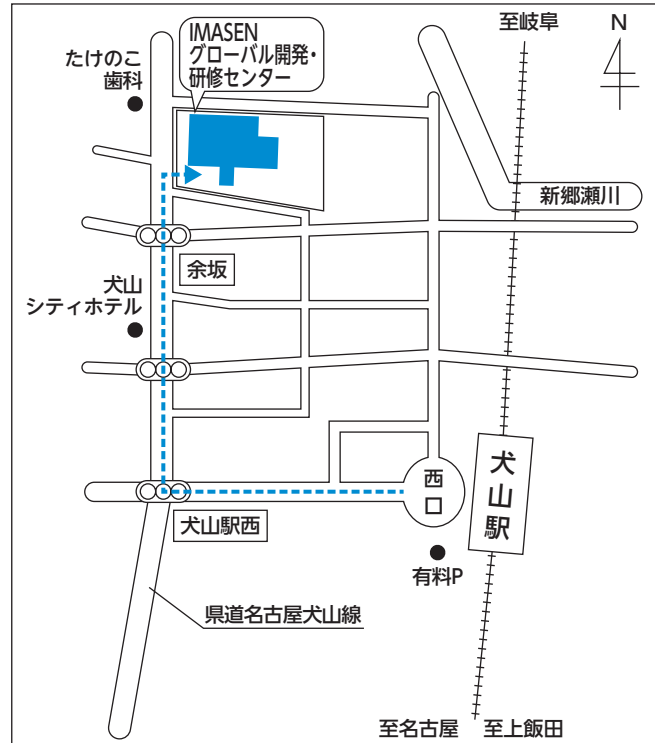 IMASEN
グローバル開発・
研修センター
至岐阜
N
たけのこ
歯科
新郷瀬川
余坂
犬山
シティホテル
西口
犬山駅
犬山駅西
有料P
県道名古屋犬山線
至名古屋
至上飯田